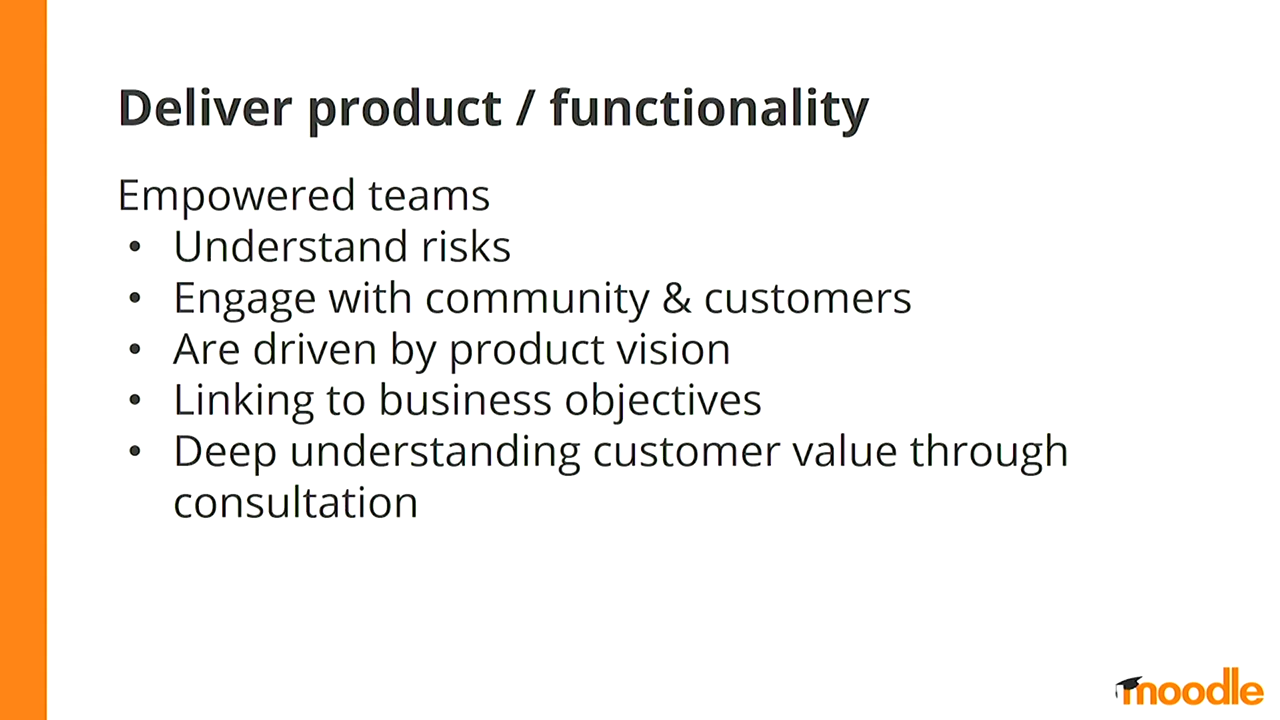 Deliver product / functionality
Empowered teams
• Understand risks
• Engage with community & customers
• Are driven by product vision
• Linking to business objectives
• Deep understanding customer value through
consultation
moodle